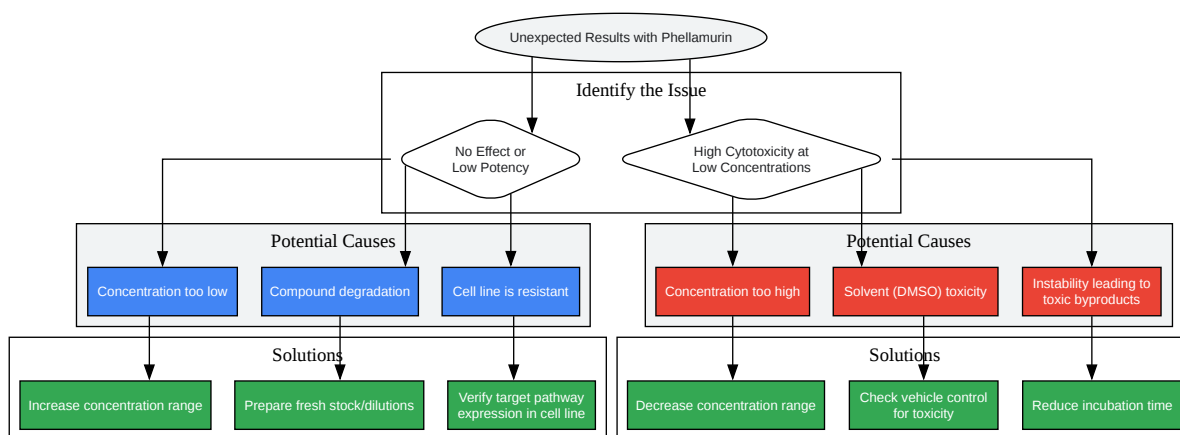 Unexpected Results with Phellamurin
Identify the Issue
No Effect or
Low Potency
High Cytotoxicity at
Low Concentrations
Potential Causes
Concentration too low
Compound degradation
Cell line is resistant
Potential Causes
Concentration too high
Solvent (DMSO) toxicity
Instability leading to
toxic byproducts
Solutions
Increase concentration range
Prepare fresh stock/dilutions
Verify target pathway
expression in cell line
Solutions
Decrease concentration range
Check vehicle control
for toxicity
Reduce incubation time